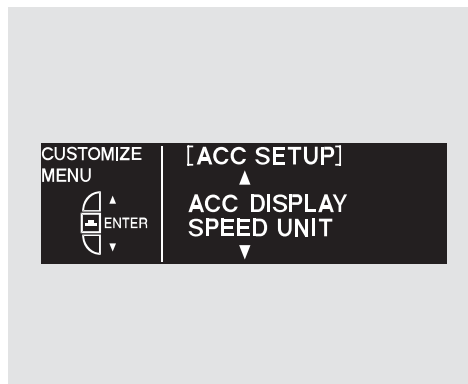 CUSTOMIZE
MENU
▲
ENTER
▼
[ACC SETUP]
▲
ACC DISPLAY
SPEED UNIT
▼